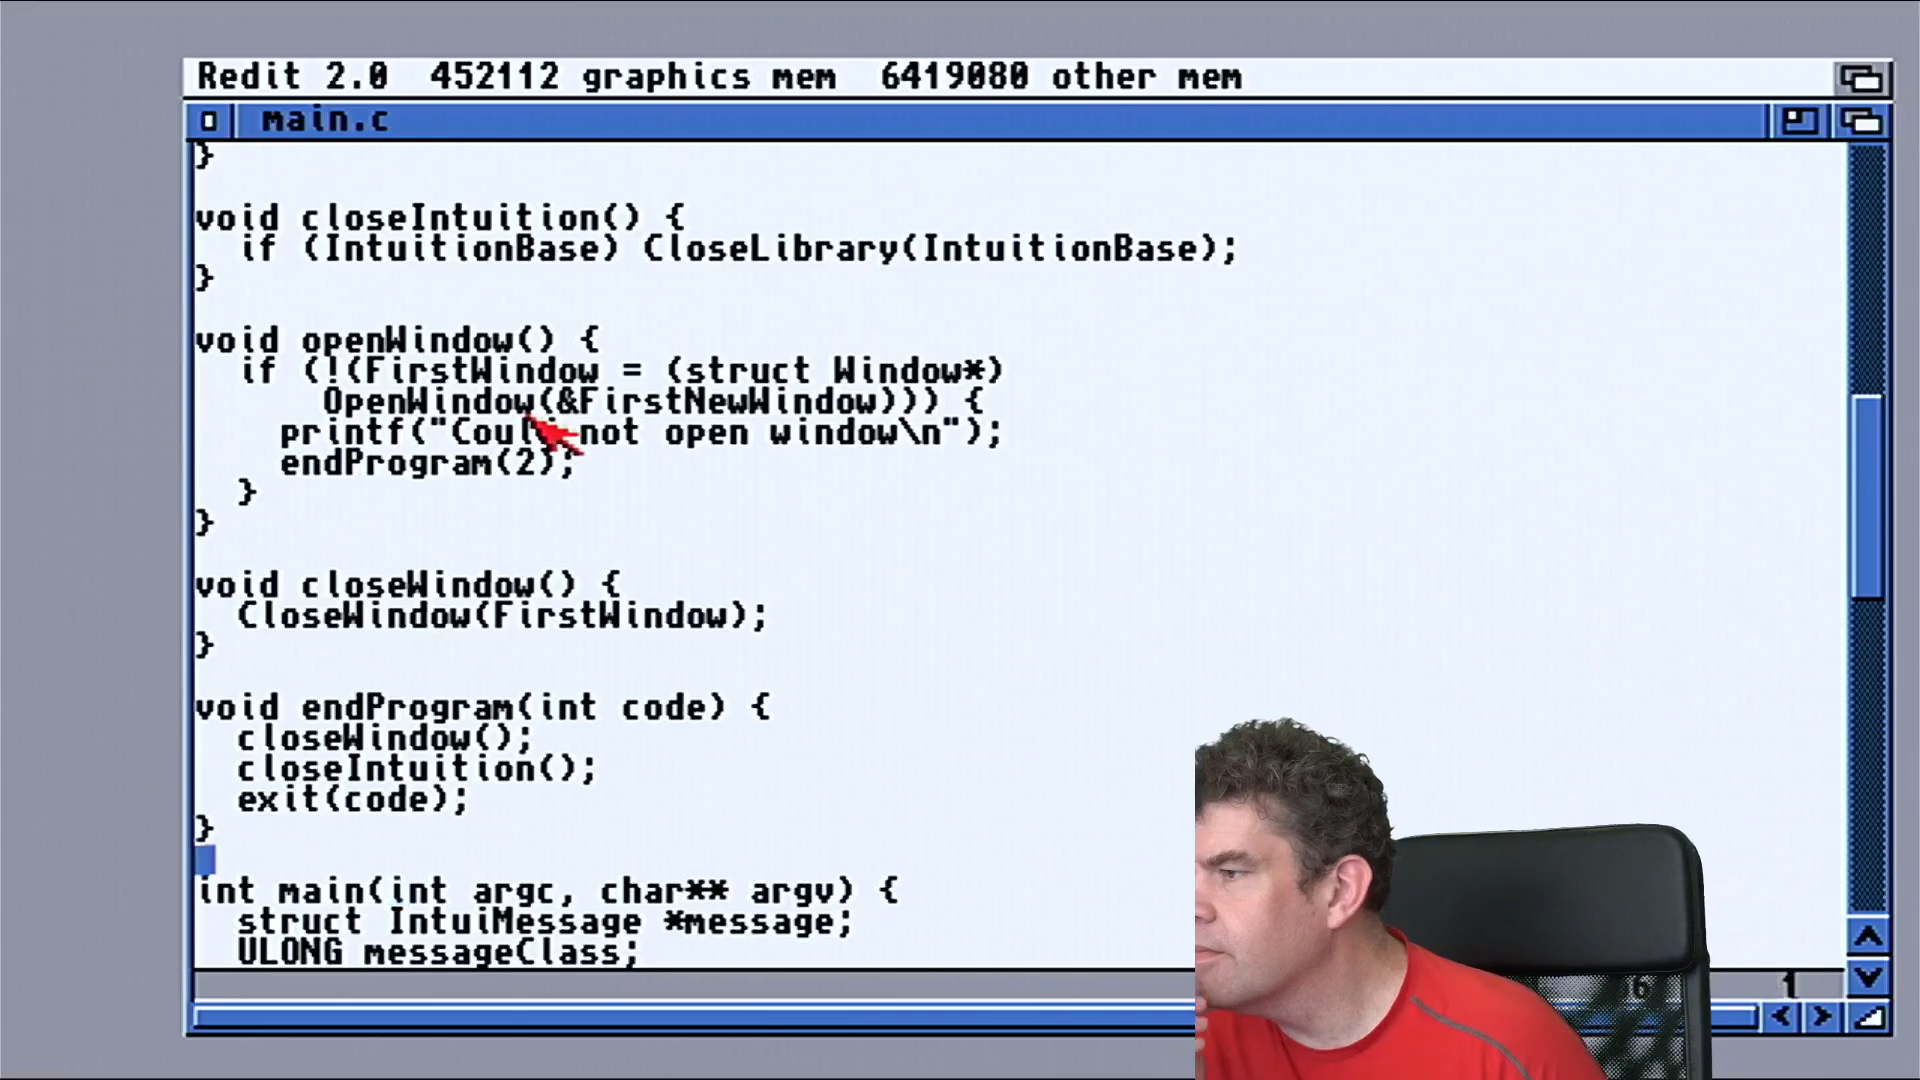 Redit 2.0  452112 graphics mem  6419080 other mem
main.c
}
void closeIntuition() {
  if (IntuitionBase) CloseLibrary(IntuitionBase);
}
void openWindow() {
  if (!(FirstWindow = (struct Window*)
      OpenWindow(&FirstNewWindow))) {
    printf("Could not open window\n");
    endProgram(2);
  }
}
void closeWindow() {
  CloseWindow(FirstWindow);
}
void endProgram(int code) {
  closeWindow();
  closeIntuition();
  exit(code);
}
int main(int argc, char** argv) {
  struct IntuiMessage *message;
  ULONG messageClass;
6 1